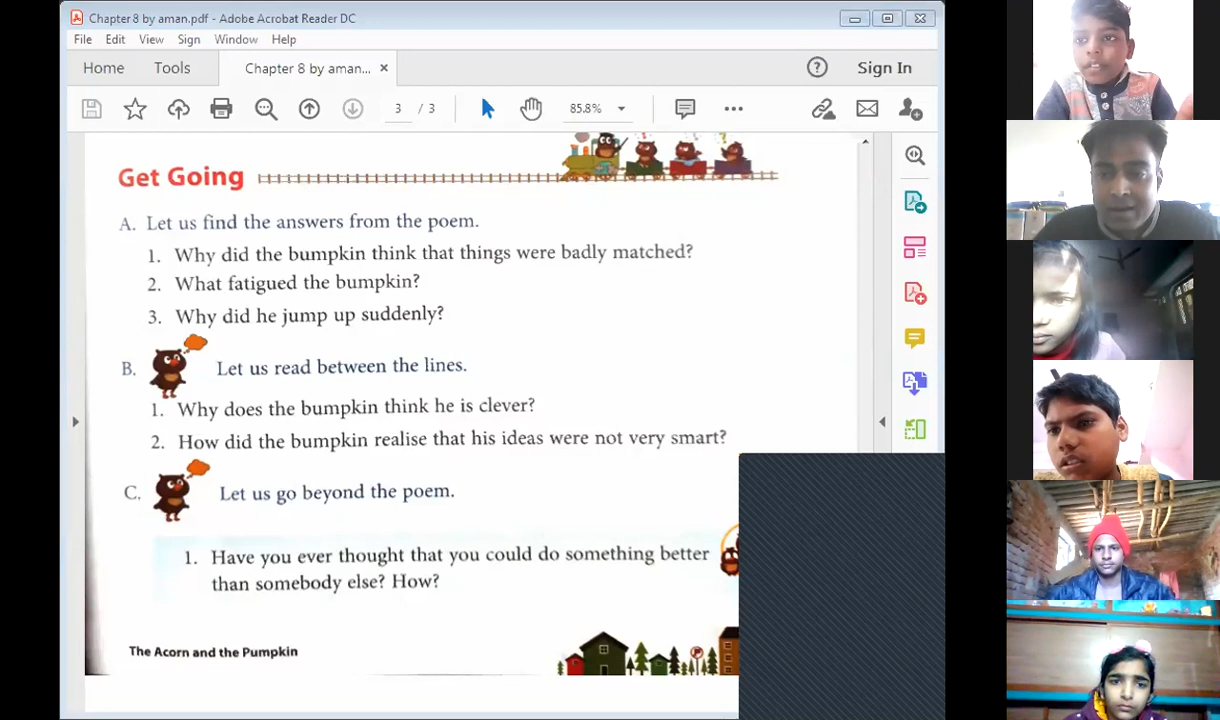 Chapter 8 by aman.pdf - Adobe Acrobat Reader DC
File Edit View Sign Window Help
Home Tools Chapter 8 by aman... × ? Sign In
3 / 3 85.8%
Get Going
A. Let us find the answers from the poem.
1. Why did the bumpkin think that things were badly matched?
2. What fatigued the bumpkin?
3. Why did he jump up suddenly?
B. Let us read between the lines.
1. Why does the bumpkin think he is clever?
2. How did the bumpkin realise that his ideas were not very smart?
C. Let us go beyond the poem.
1. Have you ever thought that you could do something better
than somebody else? How?
The Acorn and the Pumpkin